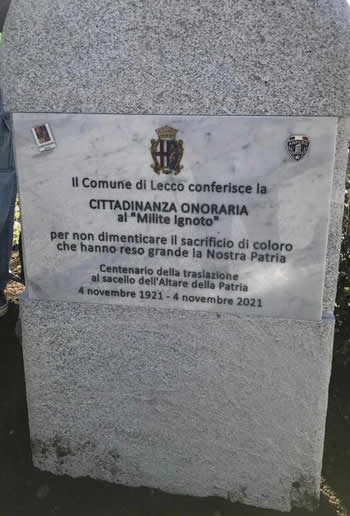 Il Comune di Lecco conferisce la
CITTADINANZA ONORARIA
al "Milite Ignoto"
per non dimenticare il sacrificio di coloro
che hanno reso grande la Nostra Patria
Centenario della traslazione
al sacello dell'Altare della Patria
4 novembre 1921 - 4 novembre 2021